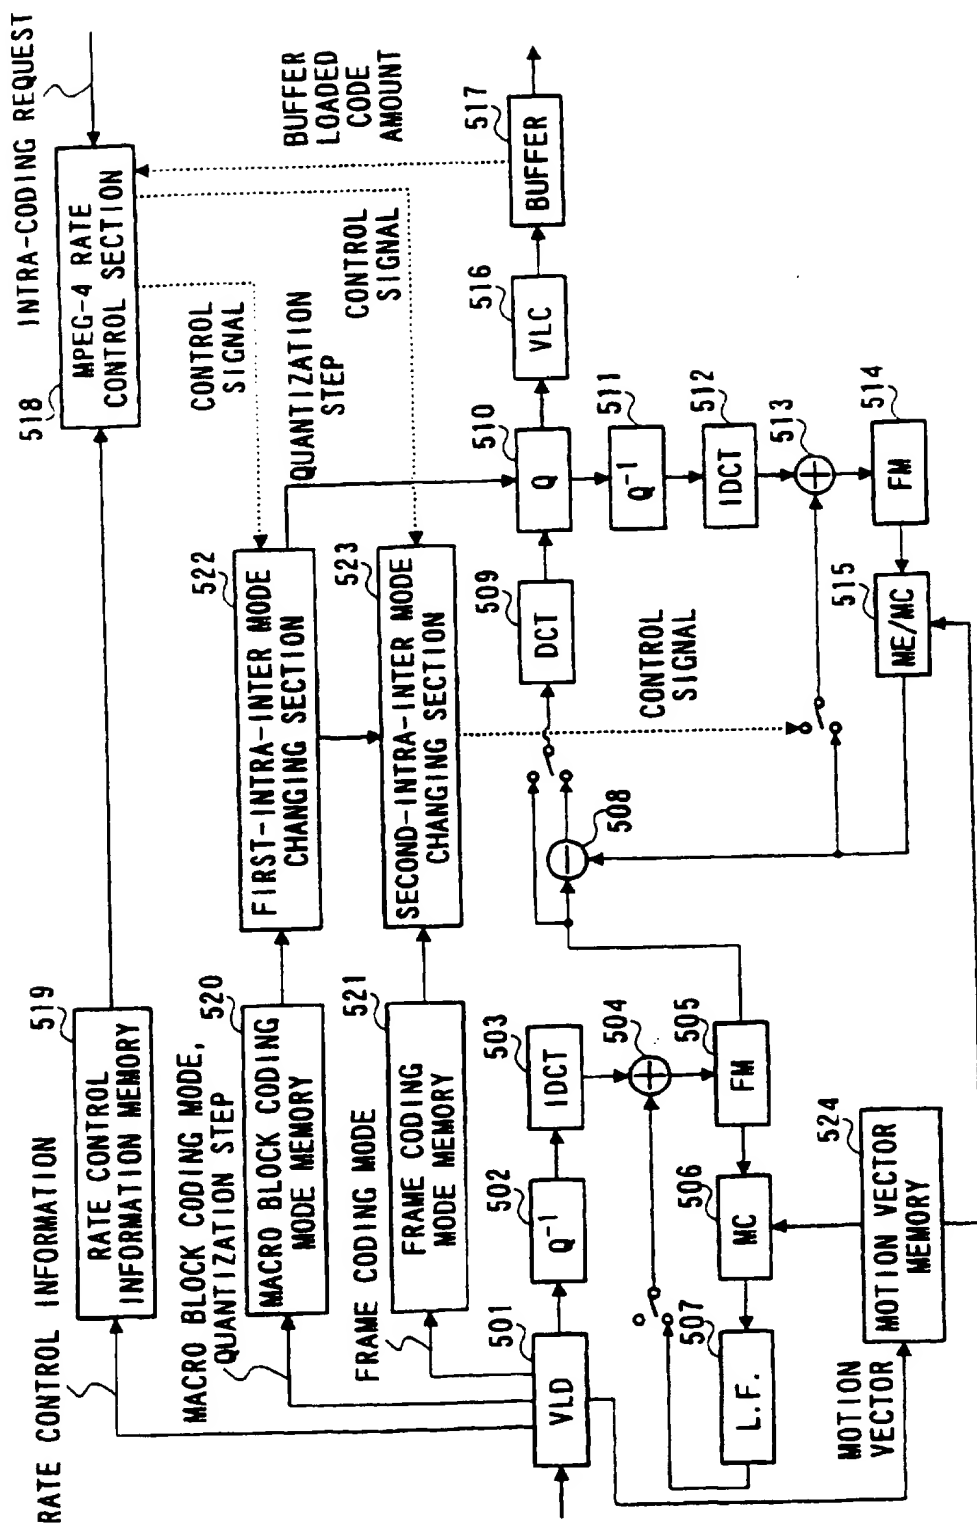 RATE CONTROL INFORMATION
519
RATE CONTROL
INFORMATION MEMORY
518
MPEG-4 RATE
CONTROL SECTION
INTRA-CODING REQUEST
MACRO BLOCK CODING MODE,
QUANTIZATION STEP
520
MACRO BLOCK CODING
MODE MEMORY
522
FIRST-INTRA-INTER MODE
CHANGING SECTION
CONTROL
SIGNAL
QUANTIZATION
STEP
BUFFER
LOADED
CODE
AMOUNT
FRAME CODING MODE
521
FRAME CODING
MODE MEMORY
523
SECOND-INTRA-INTER MODE
CHANGING SECTION
CONTROL
SIGNAL
501
VLD
502
Q-1
503
IDCT
504
505
FM
506
MC
507
L.F.
508
509
DCT
510
Q
516
VLC
517
BUFFER
511
Q-1
512
IDCT
513
514
FM
515
ME/MC
CONTROL
SIGNAL
MOTION
VECTOR
524
MOTION VECTOR
MEMORY